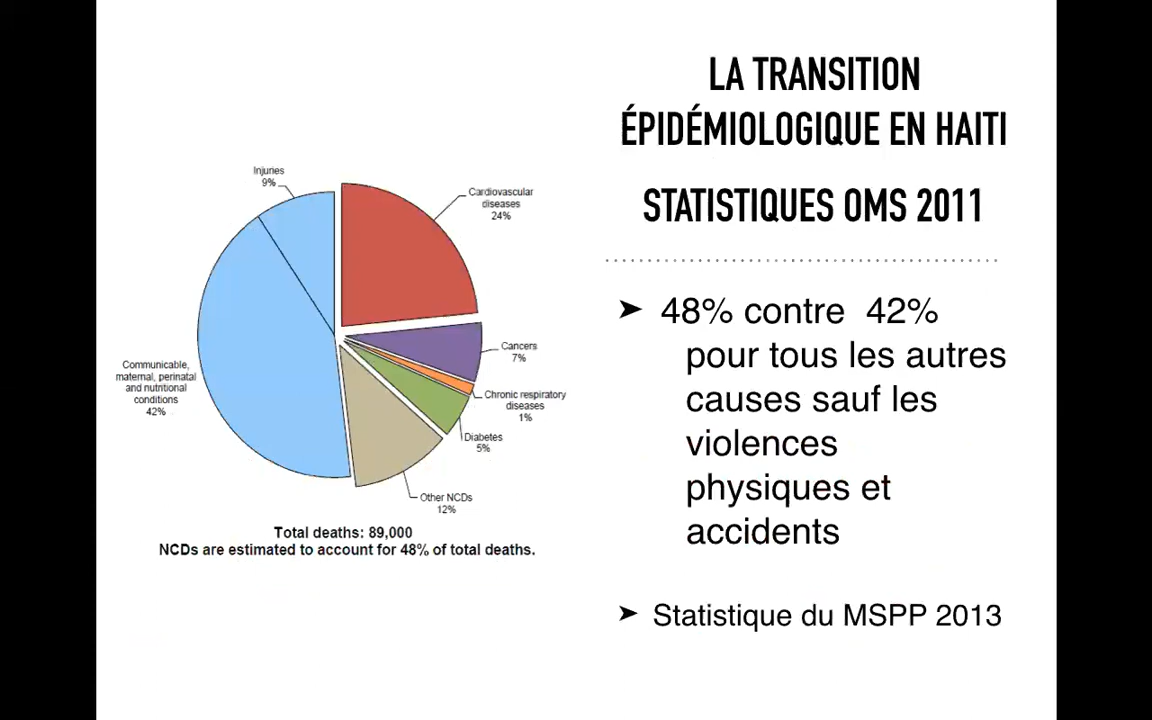 LA TRANSITION
ÉPIDÉMIOLOGIQUE EN HAITI
STATISTIQUES OMS 2011
Injuries
9%
Cardiovascular
diseases
24%
Cancers
7%
Chronic respiratory
diseases
1%
Diabetes
5%
Other NCDs
12%
Communicable,
maternal, perinatal
and nutritional
conditions
42%
Total deaths: 89,000
NCDs are estimated to account for 48% of total deaths.
➤ 48% contre 42%
pour tous les autres
causes sauf les
violences
physiques et
accidents
➤ Statistique du MSPP 2013